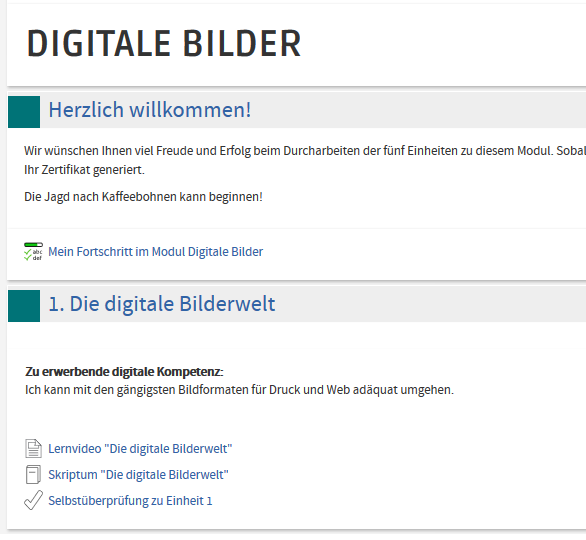 DIGITALE BILDER
Herzlich willkommen!
Wir wünschen Ihnen viel Freude und Erfolg beim Durcharbeiten der fünf Einheiten zu diesem Modul.
Ihr Zertifikat generiert.
Die Jagd nach Kaffeebohnen kann beginnen!
abc
def
Mein Fortschritt im Modul Digitale Bilder
1. Die digitale Bilderwelt
Zu erwerbende digitale Kompetenz:
Ich kann mit den gängigsten Bildformaten für Druck und Web adäquat umgehen.
Lernvideo "Die digitale Bilderwelt"
Skriptum "Die digitale Bilderwelt"
Selbstüberprüfung zu Einheit 1